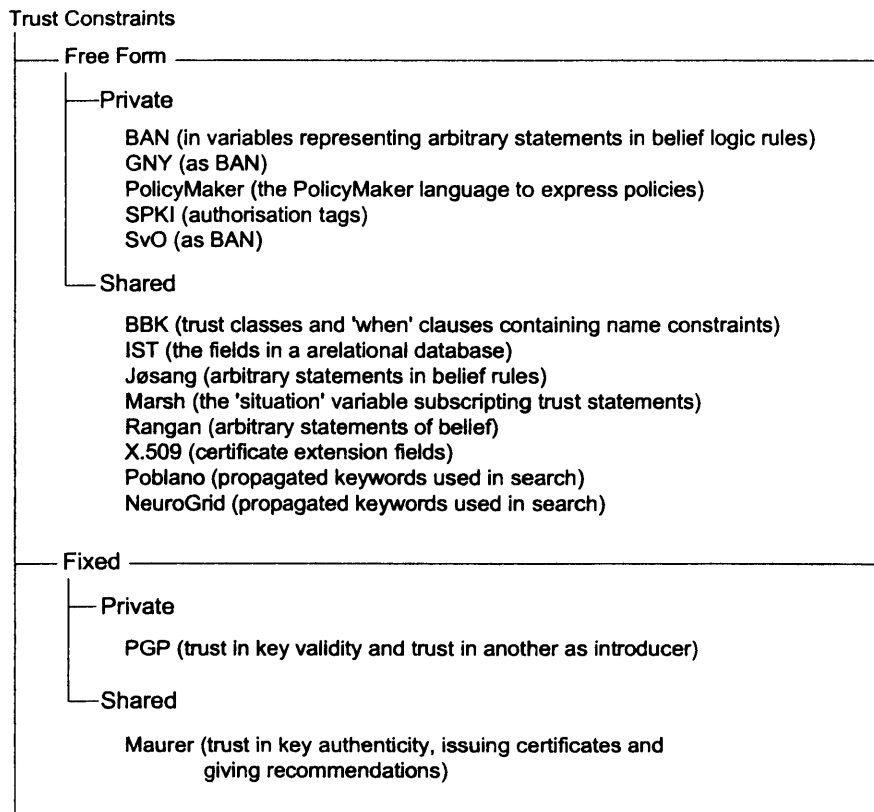 Trust Constraints
Free Form
Private
BAN (in variables representing arbitrary statements in belief logic rules)
GNY (as BAN)
PolicyMaker (the PolicyMaker language to express policies)
SPKI (authorisation tags)
SvO (as BAN)
Shared
BBK (trust classes and 'when' clauses containing name constraints)
IST (the fields in a arelational database)
Jøsang (arbitrary statements in belief rules)
Marsh (the 'situation' variable subscripting trust statements)
Rangan (arbitrary statements of belief)
X.509 (certificate extension fields)
Poblano (propagated keywords used in search)
NeuroGrid (propagated keywords used in search)
Fixed
Private
PGP (trust in key validity and trust in another as introducer)
Shared
Maurer (trust in key authenticity, issuing certificates and
giving recommendations)